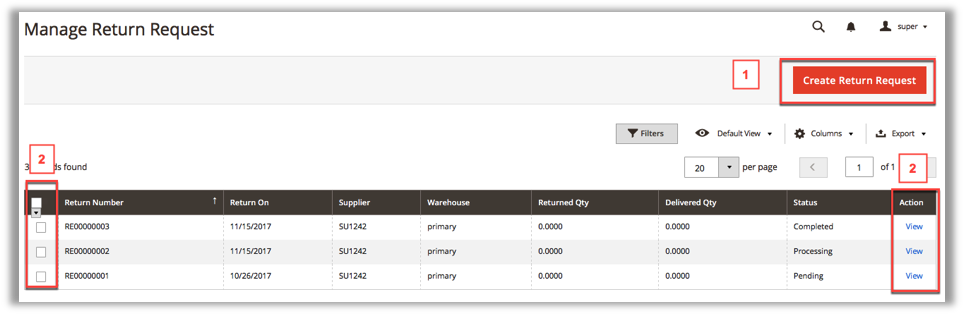 Manage Return Request
super
1
Create Return Request
Filters
Default View
Columns
Export
2
3 ds found
20
per page
1
of 1
2
Return Number
Return On
Supplier
Warehouse
Returned Qty
Delivered Qty
Status
Action
RE00000003 11/15/2017 SU1242 primary 0.0000 0.0000 Completed View
RE00000002 11/15/2017 SU1242 primary 0.0000 0.0000 Processing View
RE00000001 10/26/2017 SU1242 primary 0.0000 0.0000 Pending View